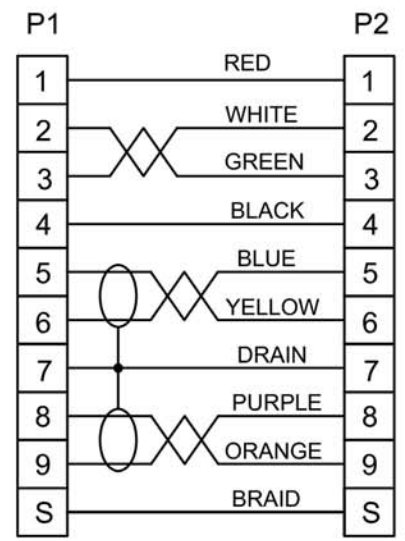 P1 P2
RED
1 1
WHITE
2 2
GREEN
3 3
BLACK
4 4
BLUE
5 5
YELLOW
6 6
DRAIN
7 7
PURPLE
8 8
ORANGE
9 9
BRAID
S S